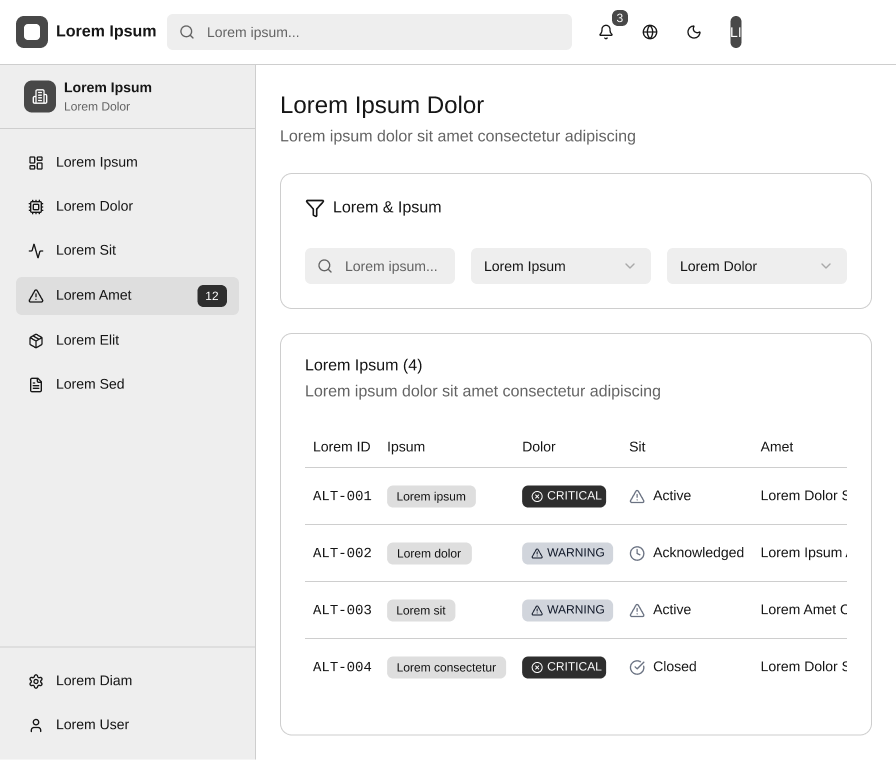 Lorem Ipsum
Lorem ipsum...
3
LI
Lorem Ipsum
Lorem Dolor
Lorem Ipsum
Lorem Dolor
Lorem Sit
Lorem Amet 12
Lorem Elit
Lorem Sed
Lorem Diam
Lorem User
Lorem Ipsum Dolor
Lorem ipsum dolor sit amet consectetur adipiscing
Lorem & Ipsum
Lorem ipsum... Lorem Ipsum Lorem Dolor
Lorem Ipsum (4)
Lorem ipsum dolor sit amet consectetur adipiscing
Lorem ID Ipsum Dolor Sit Amet
ALT-001 Lorem ipsum CRITICAL Active Lorem Dolor
ALT-002 Lorem dolor WARNING Acknowledged Lorem Ipsum
ALT-003 Lorem sit WARNING Active Lorem Amet
ALT-004 Lorem consectetur CRITICAL Closed Lorem Dolor